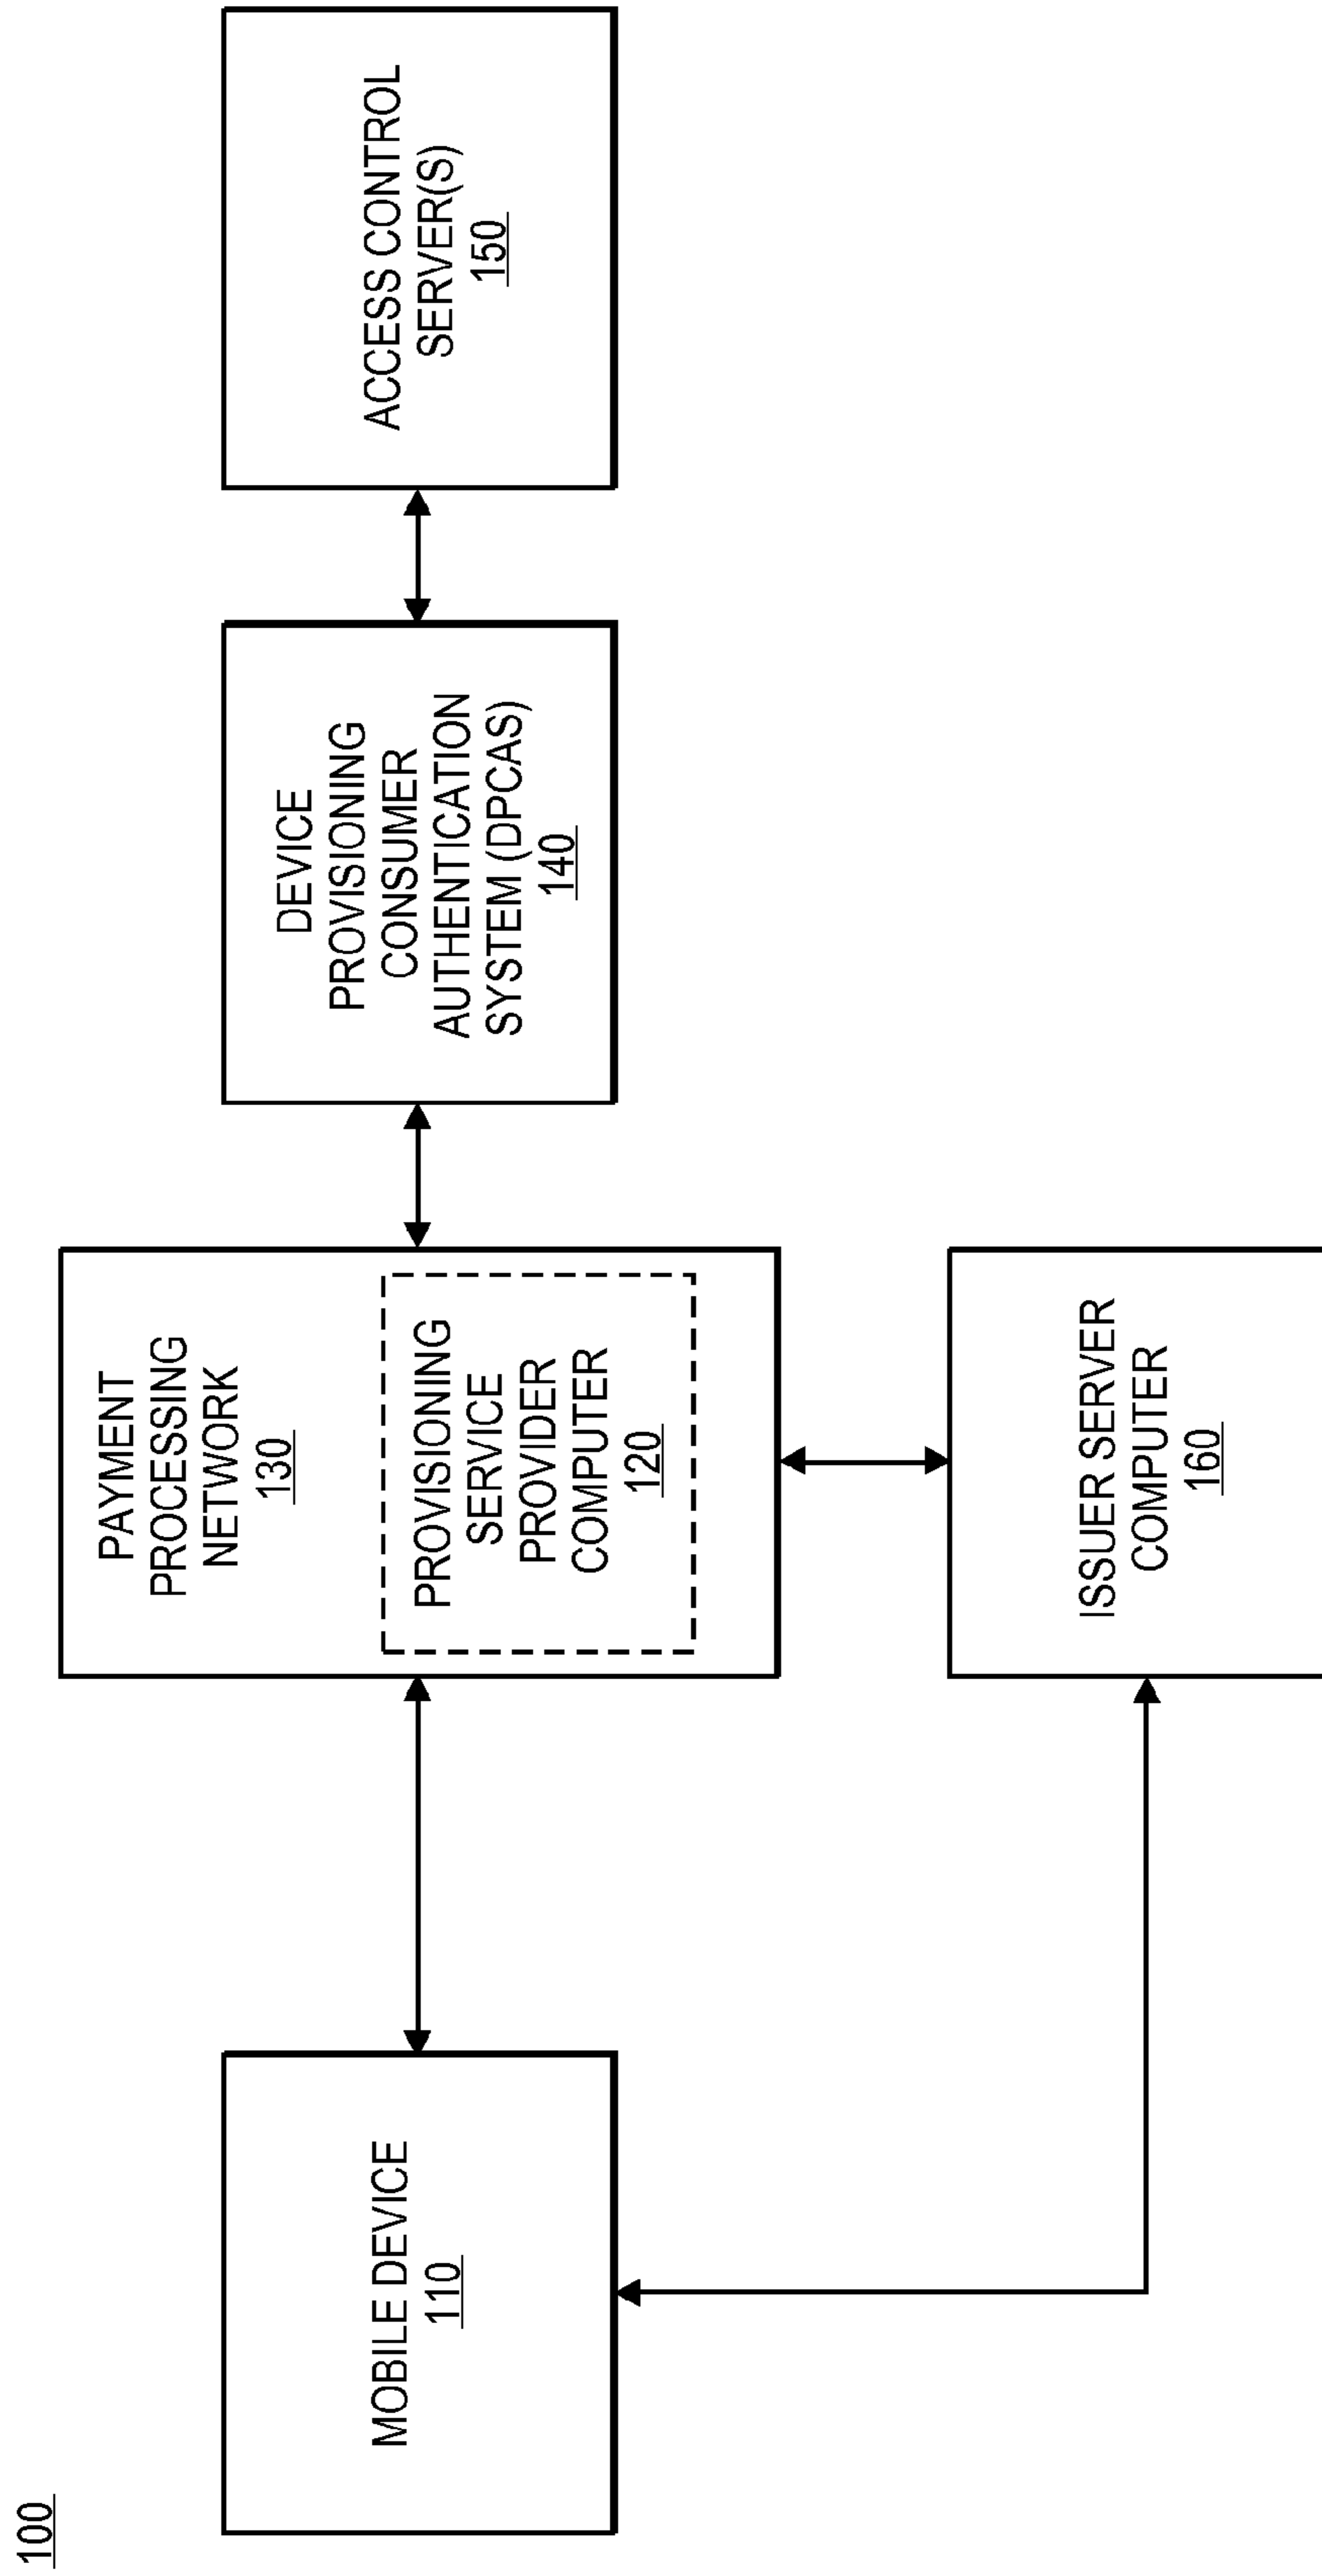 100
MOBILE DEVICE
110
PAYMENT
PROCESSING
NETWORK
130
PROVISIONING
SERVICE
PROVIDER
COMPUTER
120
DEVICE
PROVISIONING
CONSUMER
AUTHENTICATION
SYSTEM (DPCAS)
140
ACCESS CONTROL
SERVER(S)
150
ISSUER SERVER
COMPUTER
160